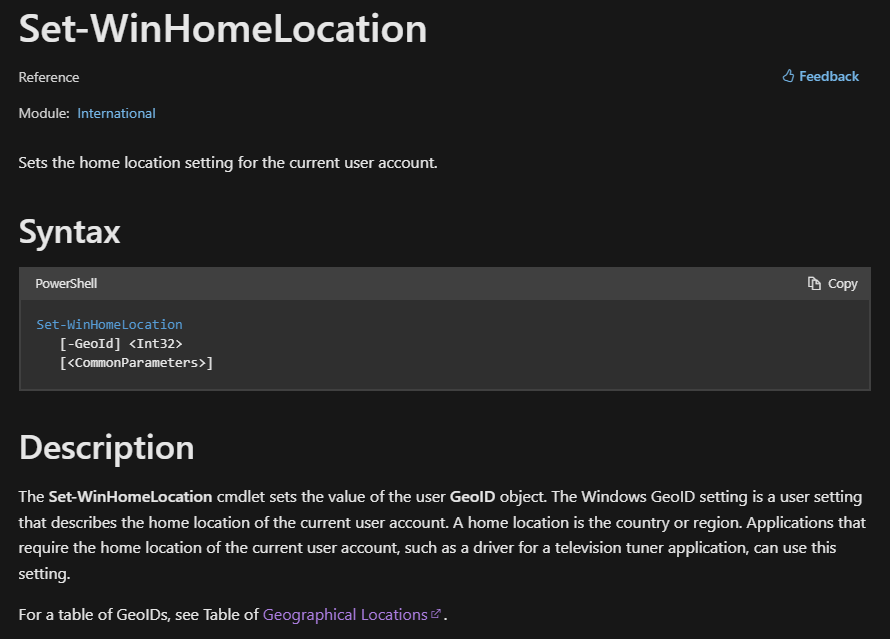 Set-WinHomeLocation
Reference
Feedback
Module: International
Sets the home location setting for the current user account.
Syntax
PowerShell
Copy
Set-WinHomeLocation
[-GeoId] <Int32>
[<CommonParameters>]
Description
The Set-WinHomeLocation cmdlet sets the value of the user GeoID object. The Windows GeoID setting is a user setting
that describes the home location of the current user account. A home location is the country or region. Applications that
require the home location of the current user account, such as a driver for a television tuner application, can use this
setting.
For a table of GeoIDs, see Table of Geographical Locations.